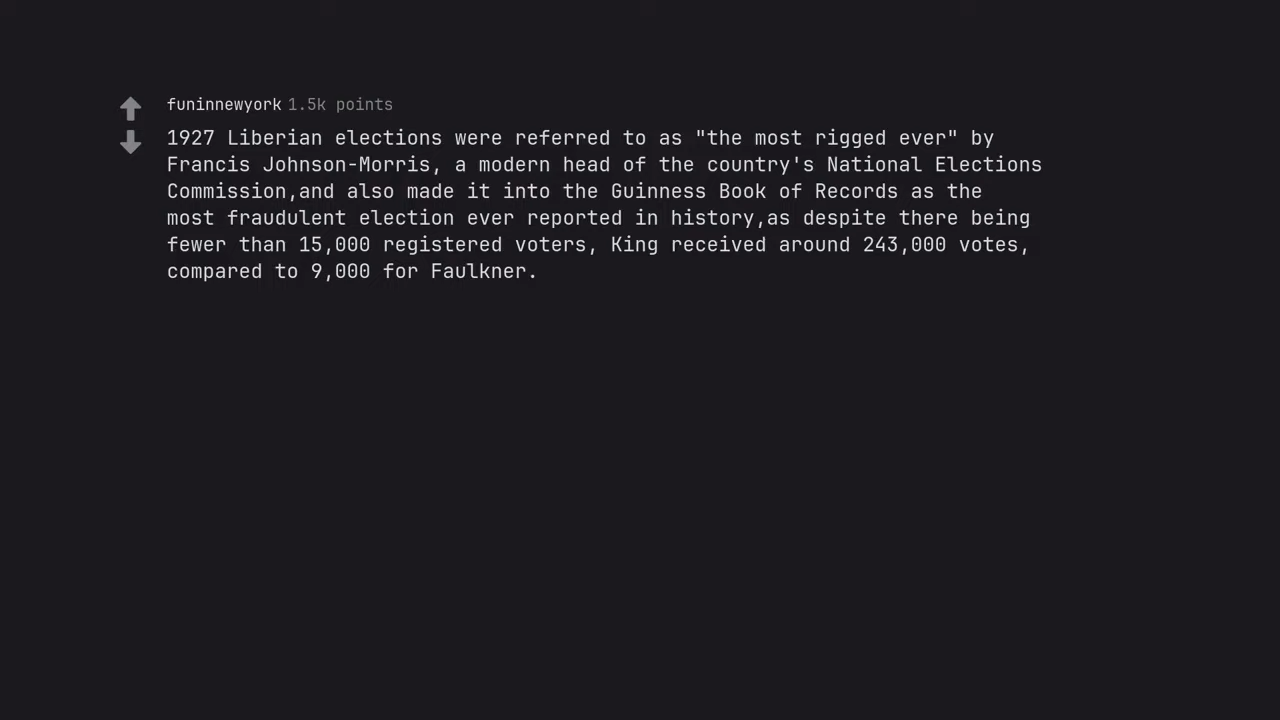 funinnewyork 1.5k points
1927 Liberian elections were referred to as "the most rigged ever" by
Francis Johnson-Morris, a modern head of the country's National Elections
Commission,and also made it into the Guinness Book of Records as the
most fraudulent election ever reported in history,as despite there being
fewer than 15,000 registered voters, King received around 243,000 votes,
compared to 9,000 for Faulkner.